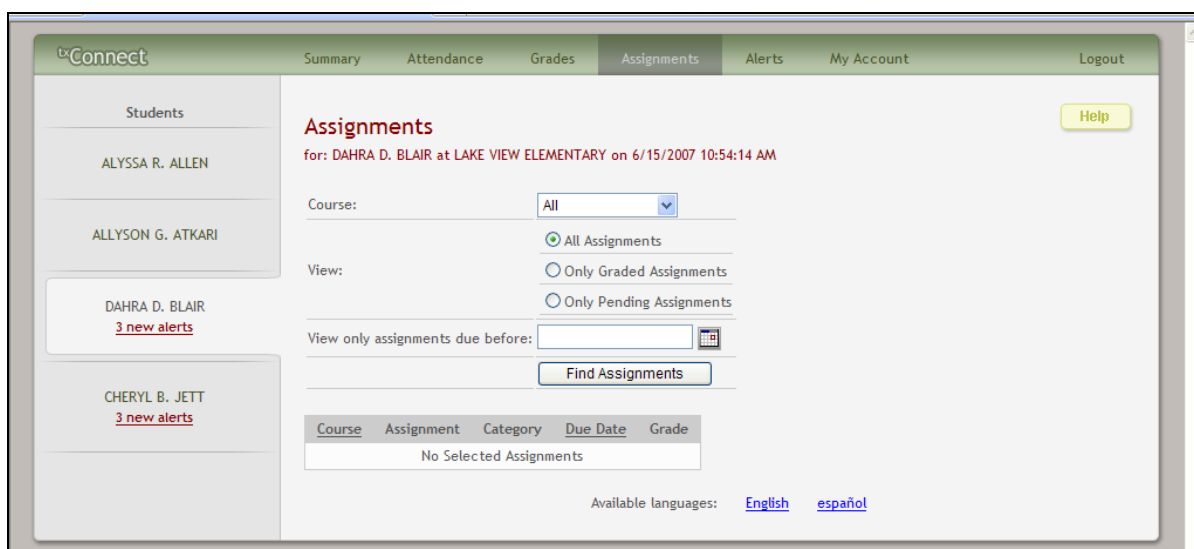 txConnect Summary Attendance Grades Assignments Alerts My Account Logout
Students
ALYSSA R. ALLEN
ALLYSON G. ATKARI
DAHRA D. BLAIR
3 new alerts
CHERYL B. JETT
3 new alerts
Help
Assignments
for: DAHRA D. BLAIR at LAKE VIEW ELEMENTARY on 6/15/2007 10:54:14 AM
Course: All
View:
All Assignments
Only Graded Assignments
Only Pending Assignments
View only assignments due before:
Find Assignments
Course Assignment Category Due Date Grade
No Selected Assignments
Available languages: English español